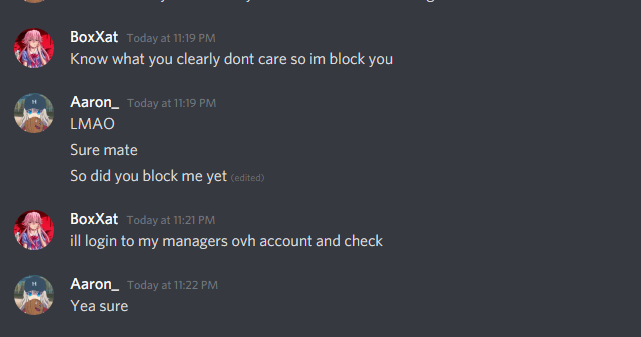 BoxXat Today at 11:19 PM
Know what you clearly dont care so im block you
Aaron_ Today at 11:19 PM
LMAO
Sure mate
So did you block me yet (edited)
BoxXat Today at 11:21 PM
ill login to my managers ovh account and check
Aaron_ Today at 11:22 PM
Yea sure